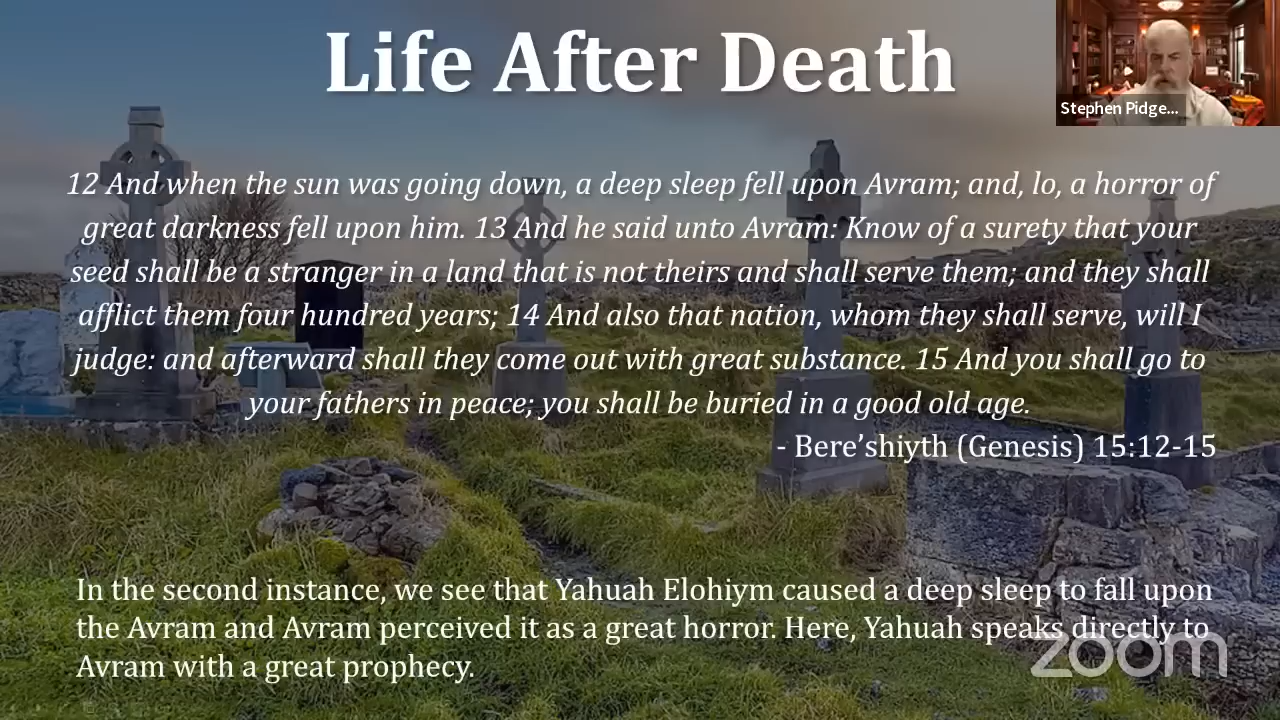 Life After Death
Stephen Pidge...
12 And when the sun was going down, a deep sleep fell upon Avram; and, lo, a horror of
great darkness fell upon him. 13 And he said unto Avram: Know of a surety that your
seed shall be a stranger in a land that is not theirs and shall serve them; and they shall
afflict them four hundred years; 14 And also that nation, whom they shall serve, will I
judge: and afterward shall they come out with great substance. 15 And you shall go to
your fathers in peace; you shall be buried in a good old age.
- Bere’shiyth (Genesis) 15:12-15
In the second instance, we see that Yahuah Elohiym caused a deep sleep to fall upon
the Avram and Avram perceived it as a great horror. Here, Yahuah speaks directly to
Avram with a great prophecy.
zoom